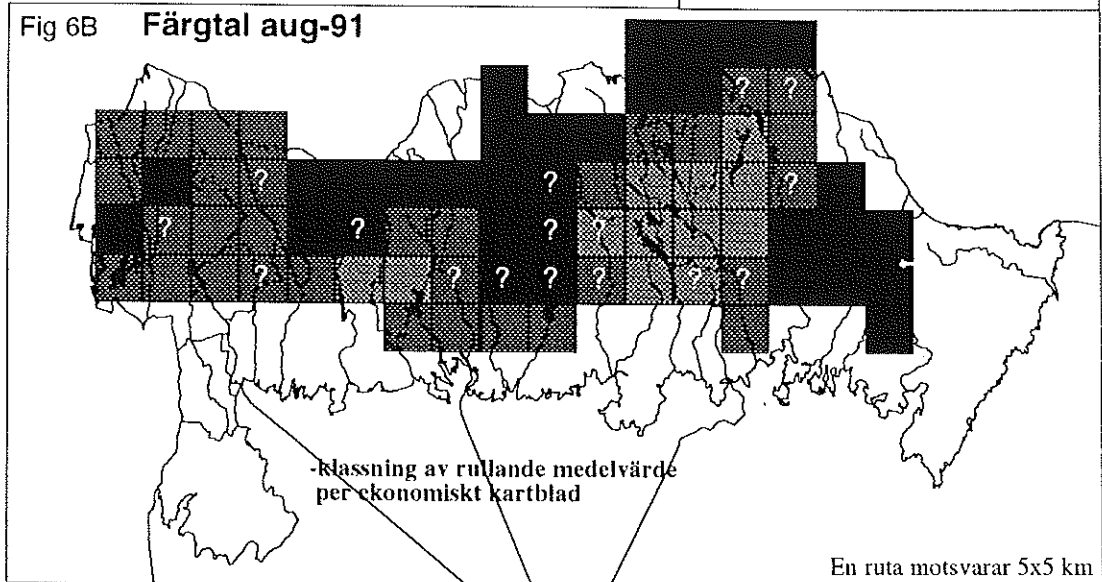 Fig 6B Färgtal aug-91
? ?
? ? ?
? ? ? ?
? ? ? ? ? ? ?
-klassning av rullande medelvärde
per ekonomiskt kartblad
En ruta motsvarar 5x5 km